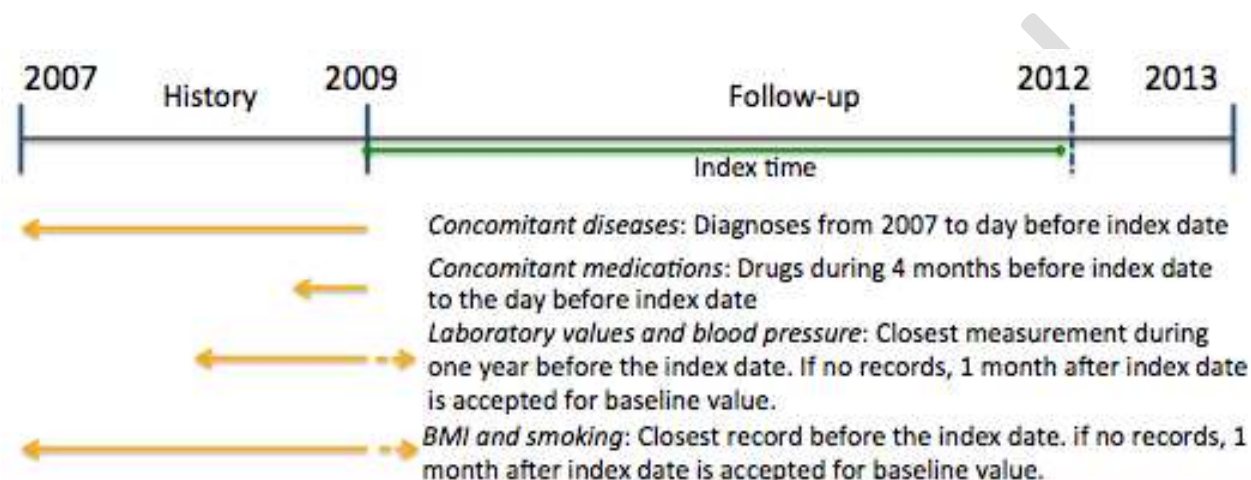 2007 History 2009 Follow-up 2012 2013
Index time
Concomitant diseases: Diagnoses from 2007 to day before index date
Concomitant medications: Drugs during 4 months before index date
to the day before index date
Laboratory values and blood pressure: Closest measurement during
one year before the index date. If no records, 1 month after index date
is accepted for baseline value.
BMI and smoking: Closest record before the index date. if no records, 1
month after index date is accepted for baseline value.